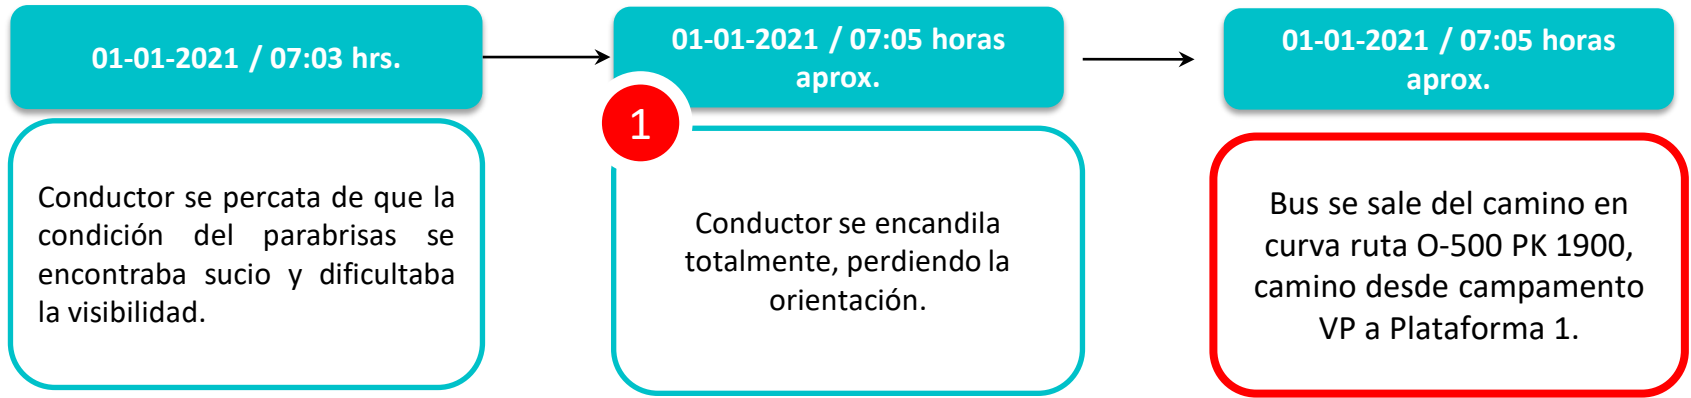 01-01-2021 / 07:03 hrs.
Conductor se percata de que la
condición del parabrisas se
encontraba sucio y dificultaba
la visibilidad.
01-01-2021 / 07:05 horas
aprox.
1
Conductor se encandila
totalmente, perdiendo la
orientación.
01-01-2021 / 07:05 horas
aprox.
Bus se sale del camino en
curva ruta O-500 PK 1900,
camino desde campamento
VP a Plataforma 1.